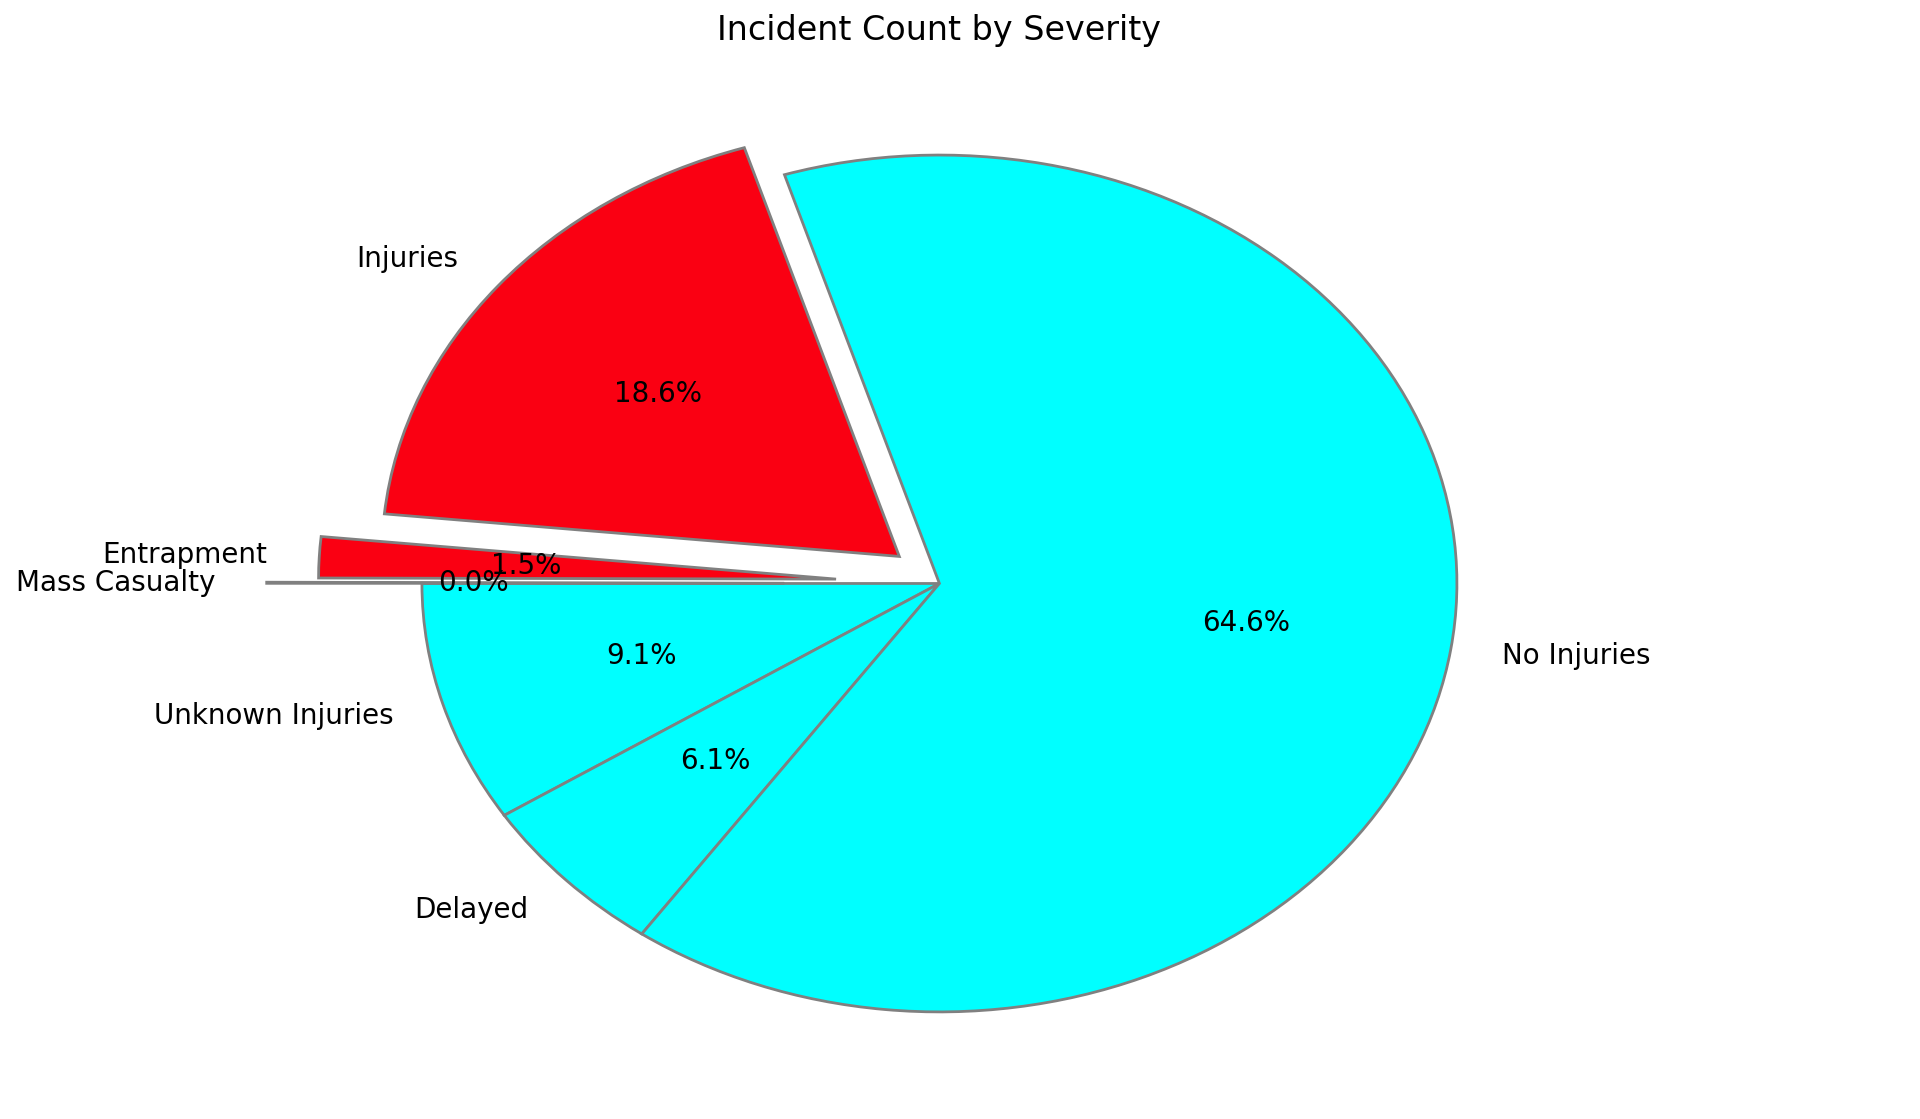 Incident Count by Severity
Injuries
18.6%
Entrapment
1.5%
Mass Casualty
0.0%
64.6%
No Injuries
9.1%
Unknown Injuries
6.1%
Delayed